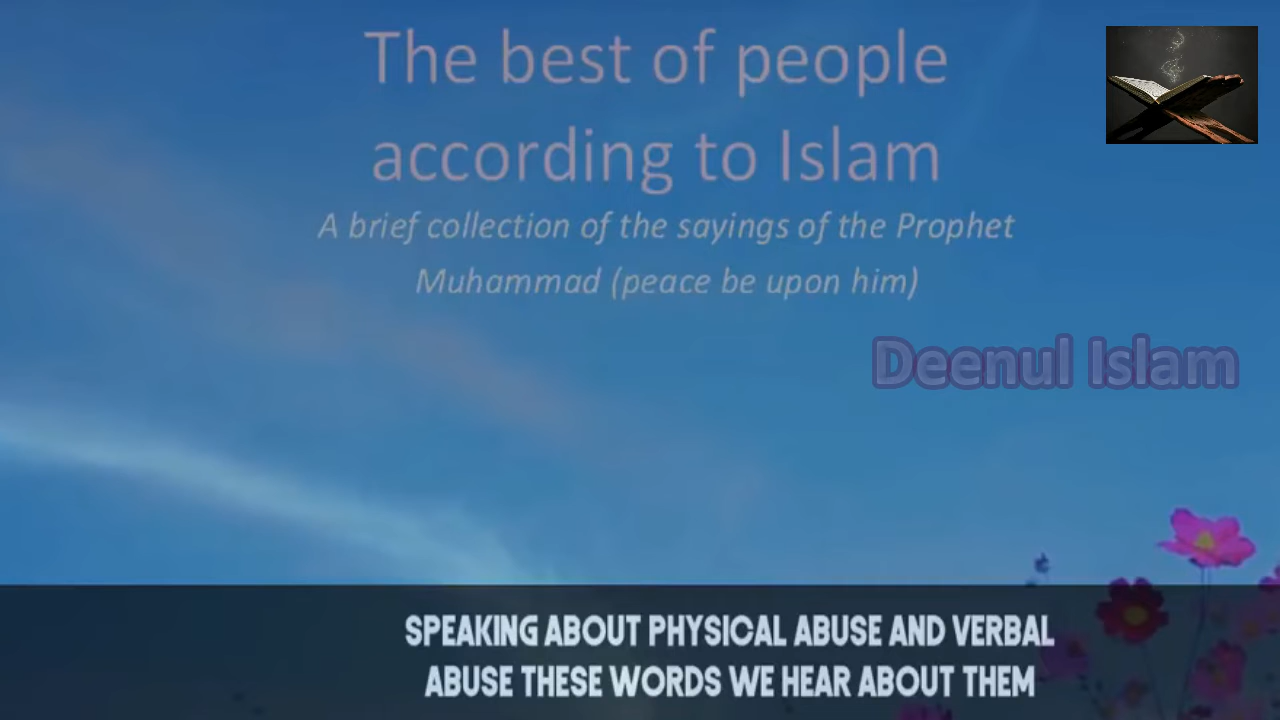 The best of people
according to Islam
A brief collection of the sayings of the Prophet
Muhammad (peace be upon him)
Deenul Islam
SPEAKING ABOUT PHYSICAL ABUSE AND VERBAL
ABUSE THESE WORDS WE HEAR ABOUT THEM